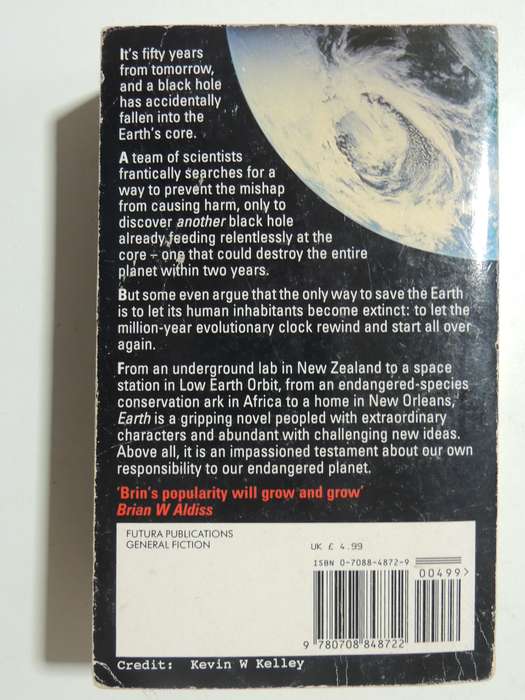 It's fifty years
from tomorrow,
and a black hole
has accidentally
fallen into the
Earth's core.
A team of scientists
frantically searches for a
way to prevent the mishap
from causing harm, only to
discover another black hole
already feeding relentlessly at the
core - one that could destroy the entire
planet within two years.
But some even argue that the only way to save the Earth
is to let its human inhabitants become extinct: to let the
million-year evolutionary clock rewind and start all over
again.
From an underground lab in New Zealand to a space
station in Low Earth Orbit, from an endangered-species
conservation ark in Africa to a home in New Orleans,
Earth is a gripping novel peopled with extraordinary
characters and abundant with challenging new ideas.
Above all, it is an impassioned testament about our own
responsibility to our endangered planet.
'Brin's popularity will grow and grow'
Brian W Aldiss
FUTURA PUBLICATIONS
GENERAL FICTION
UK £ 4.99
ISBN 0-7088-4872-9
00499>
9 780708 848722
Credit: Kevin W Kelley